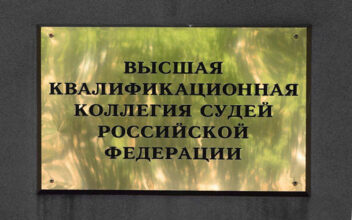 ВЫСШАЯ
КВАЛИФИКАЦИОННАЯ
КОЛЛЕГИЯ СУДЕЙ
РОССИЙСКОЙ
ФЕДЕРАЦИИ